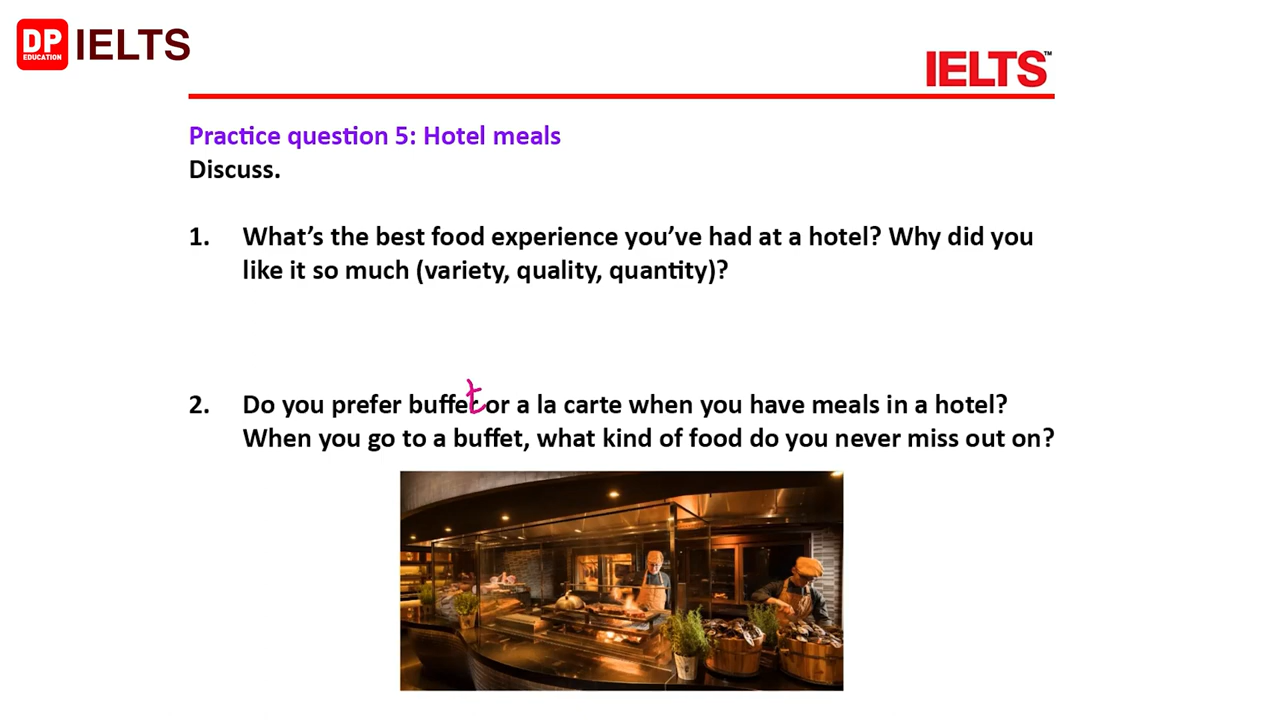 DP EDUCATION IELTS
IELTS™
Practice question 5: Hotel meals
Discuss.
1. What's the best food experience you've had at a hotel? Why did you
like it so much (variety, quality, quantity)?
2. Do you prefer buffet or a la carte when you have meals in a hotel?
When you go to a buffet, what kind of food do you never miss out on?